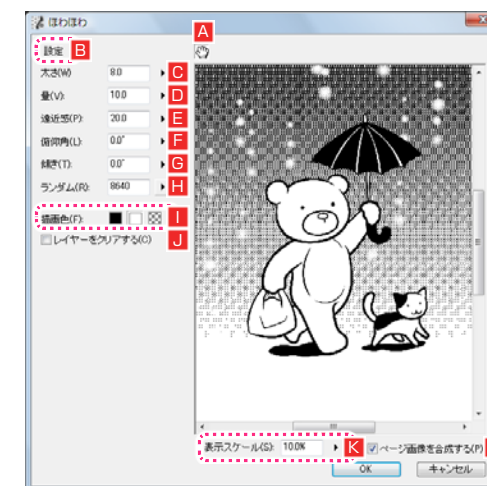 ほわほわ
A
設定 B
太さ(W) 8.0 C
量(V): 10.0 D
遠近感(P): 20.0 E
俯仰角(L): 0.0° F
傾き(T): 0.0° G
ランダム(R): 8640 H
描画色(F): I
レイヤーをクリアする(C) J
表示スケール(S): 10.0% K ページ画像を合成する(P)
OK キャンセル